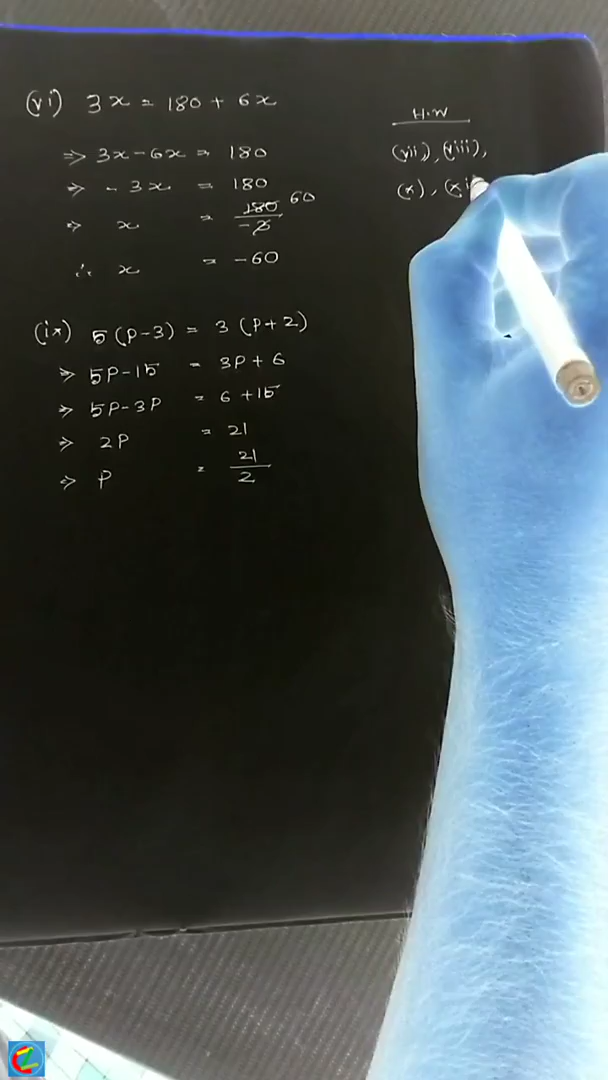 (vi) 3x = 180 + 6x
⇒ 3x - 6x = 180
⇒ - 3x = 180
⇒ x = 180/-3 60
∴ x = -60
(ix) 5(P-3) = 3(P+2)
⇒ 5P-15 = 3P+6
⇒ 5P-3P = 6+15
⇒ 2P = 21
⇒ P = 21/2
H.W
(vii), (viii),
(x), (xi